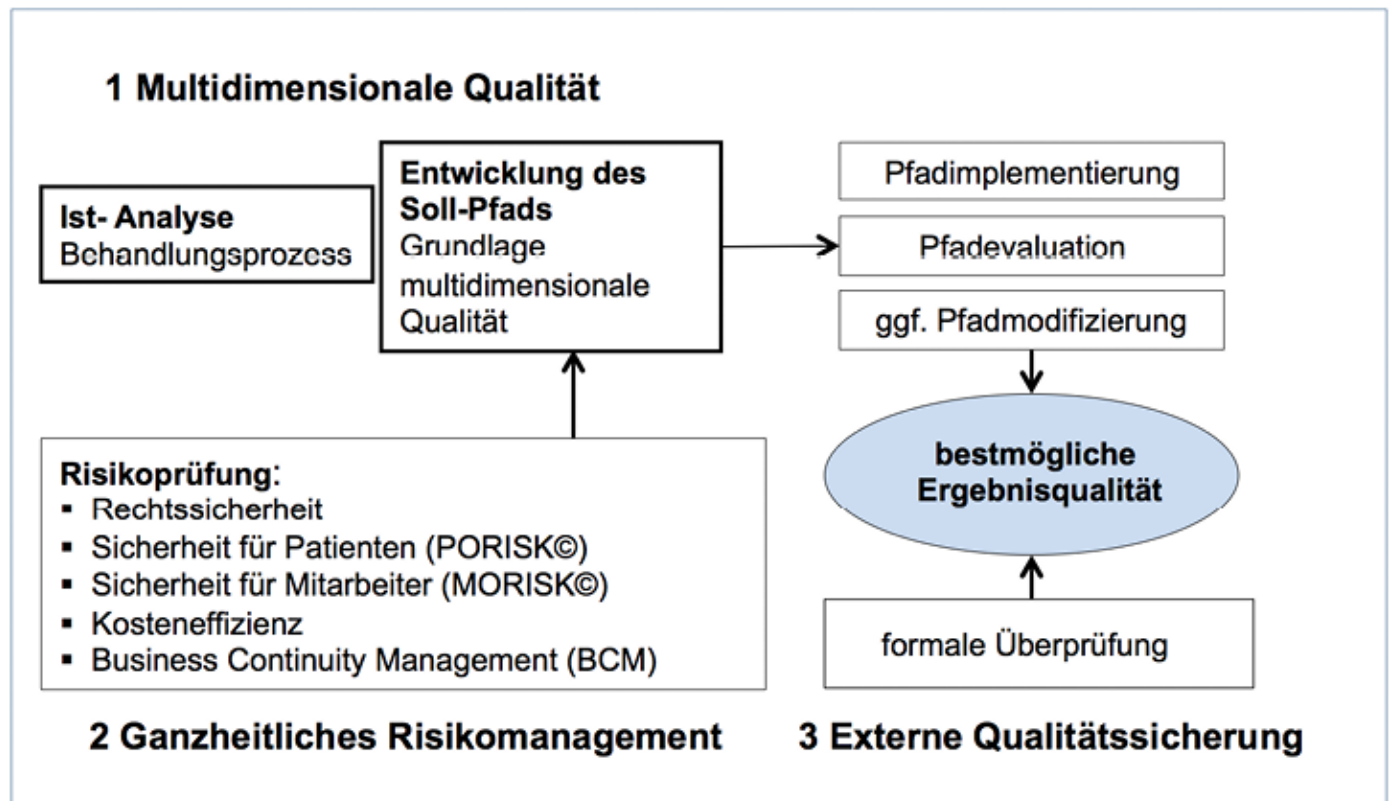 1 Multidimensionale Qualität
Ist- Analyse
Behandlungsprozess
Entwicklung des
Soll-Pfads
Grundlage
multidimensionale
Qualität
Pfadimplementierung
Pfadevaluation
ggf. Pfadmodifizierung
bestmögliche
Ergebnisqualität
Risikoprüfung:
▪ Rechtssicherheit
▪ Sicherheit für Patienten (PORISK©)
▪ Sicherheit für Mitarbeiter (MORISK©)
▪ Kosteneffizienz
▪ Business Continuity Management (BCM)
formale Überprüfung
2 Ganzheitliches Risikomanagement
3 Externe Qualitätssicherung